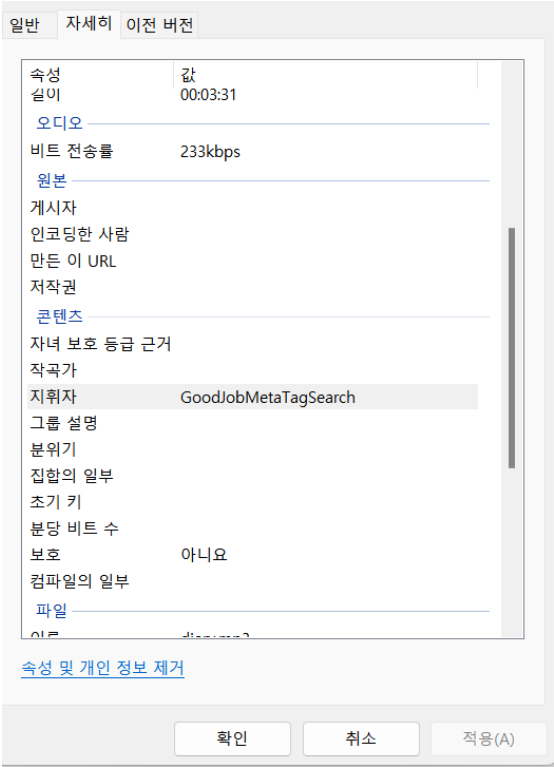 일반 자세히 이전 버전
속성 값
길이 00:03:31
오디오
비트 전송률 233kbps
원본
게시자
인코딩한 사람
만든 이 URL
저작권
콘텐츠
자녀 보호 등급 근거
작곡가
지휘자 GoodJobMetaTagSearch
그룹 설명
분위기
집합의 일부
초기 키
분당 비트 수
보호 아니요
컴파일의 일부
파일
이름
속성 및 개인 정보 제거
확인 취소 적용(A)